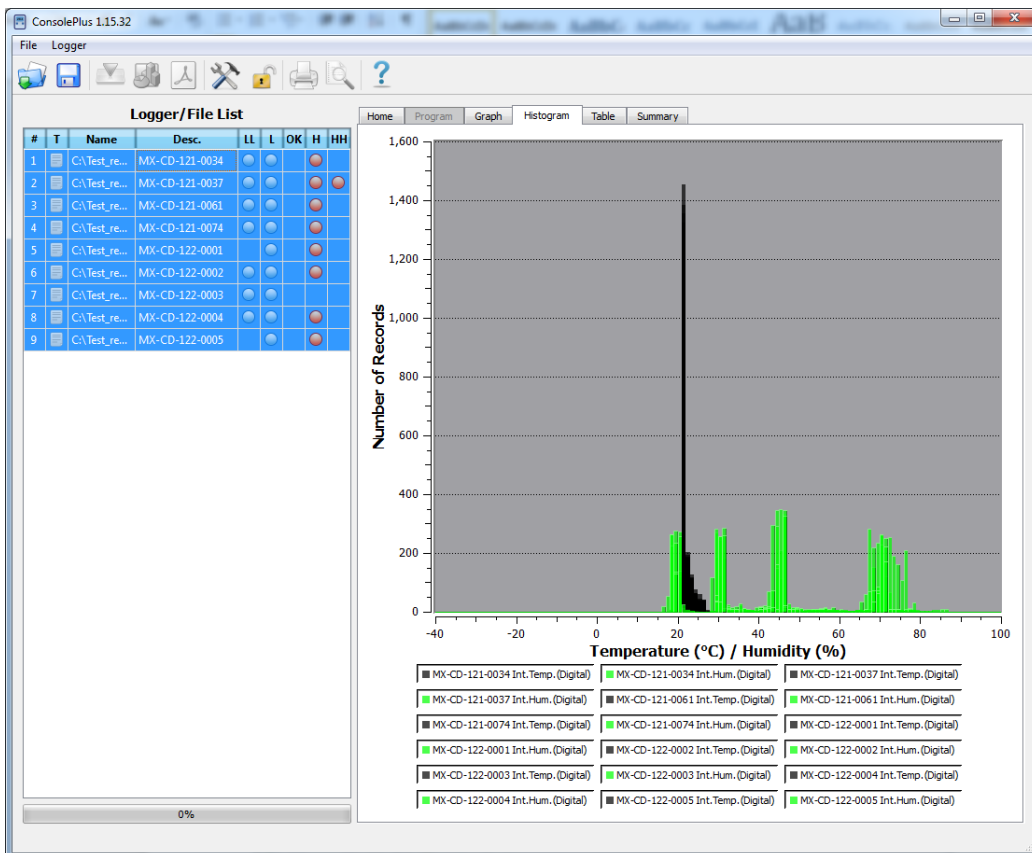 ConsolePlus 1.15.32
File Logger
Logger/File List
# T Name Desc. LL L OK H HH
1 C:\Test_re... MX-CD-121-0034
2 C:\Test_re... MX-CD-121-0037
3 C:\Test_re... MX-CD-121-0061
4 C:\Test_re... MX-CD-121-0074
5 C:\Test_re... MX-CD-122-0001
6 C:\Test_re... MX-CD-122-0002
7 C:\Test_re... MX-CD-122-0003
8 C:\Test_re... MX-CD-122-0004
9 C:\Test_re... MX-CD-122-0005
0%
Home Program Graph Histogram Table Summary
Number of Records
1,600
1,400
1,200
1,000
800
600
400
200
0
-40 -20 0 20 40 60 80 100
Temperature (°C) / Humidity (%)
MX-CD-121-0034 Int.Temp.(Digital) MX-CD-121-0034 Int.Hum.(Digital) MX-CD-121-0037 Int.Temp.(Digital)
MX-CD-121-0037 Int.Hum.(Digital) MX-CD-121-0061 Int.Temp.(Digital) MX-CD-121-0061 Int.Hum.(Digital)
MX-CD-121-0074 Int.Temp.(Digital) MX-CD-121-0074 Int.Hum.(Digital) MX-CD-122-0001 Int.Temp.(Digital)
MX-CD-122-0001 Int.Hum.(Digital) MX-CD-122-0002 Int.Temp.(Digital) MX-CD-122-0002 Int.Hum.(Digital)
MX-CD-122-0003 Int.Temp.(Digital) MX-CD-122-0003 Int.Hum.(Digital) MX-CD-122-0004 Int.Temp.(Digital)
MX-CD-122-0004 Int.Hum.(Digital) MX-CD-122-0005 Int.Temp.(Digital) MX-CD-122-0005 Int.Hum.(Digital)